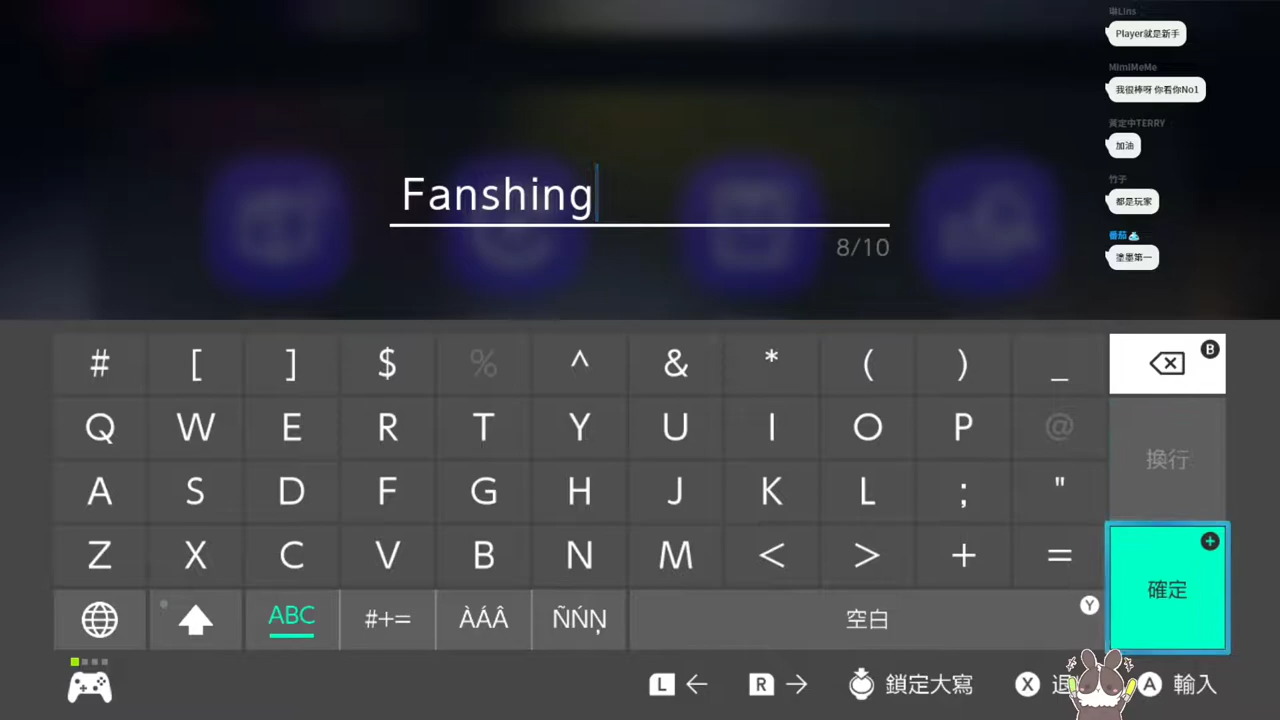 琳Lins
Player就是新手
MimiMeMe
我很棒呀 你看你No1
黃定中TERRY
加油
竹子
都是玩家
番茄
塗墨第一
Fanshing
8/10
# [ ] $ % ^ & * ( ) _ B
Q W E R T Y U I O P @ 換行
A S D F G H J K L ; "
Z X C V B N M < > + = + 確定
ABC #+= ÀÁÂ ÑŃŅ 空白 Y
L ← R → 鎖定大寫 X 退 A 輸入